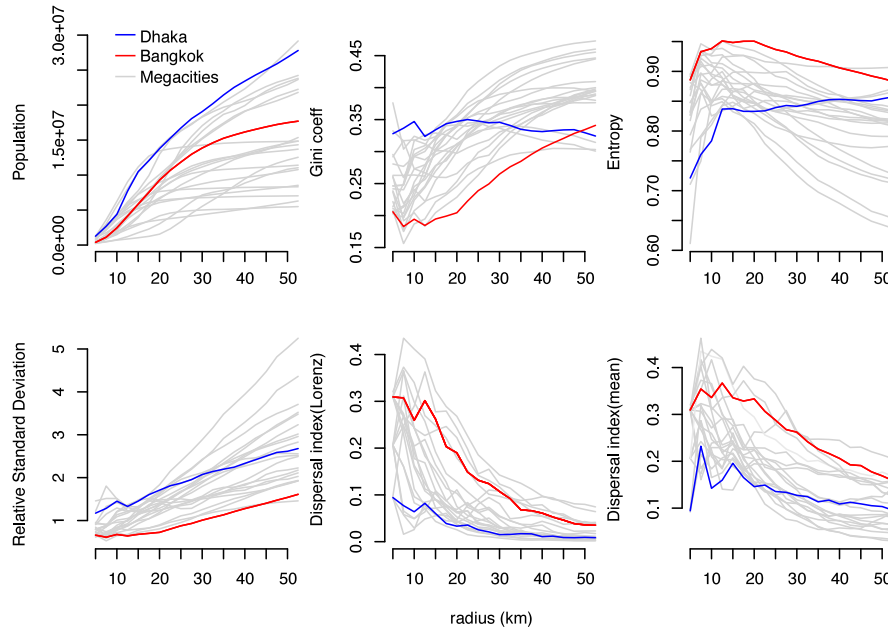 Dhaka
Bangkok
Megacities
Population
0.0e+00 1.5e+07 3.0e+07
10 20 30 40 50
Gini coeff
0.15 0.25 0.35 0.45
10 20 30 40 50
Entropy
0.60 0.70 0.80 0.90
10 20 30 40 50
Relative Standard Deviation
1 2 3 4 5
10 20 30 40 50
Dispersal index(Lorenz)
0.0 0.1 0.2 0.3 0.4
10 20 30 40 50
Dispersal index(mean)
0.1 0.2 0.3 0.4
10 20 30 40 50
radius (km)